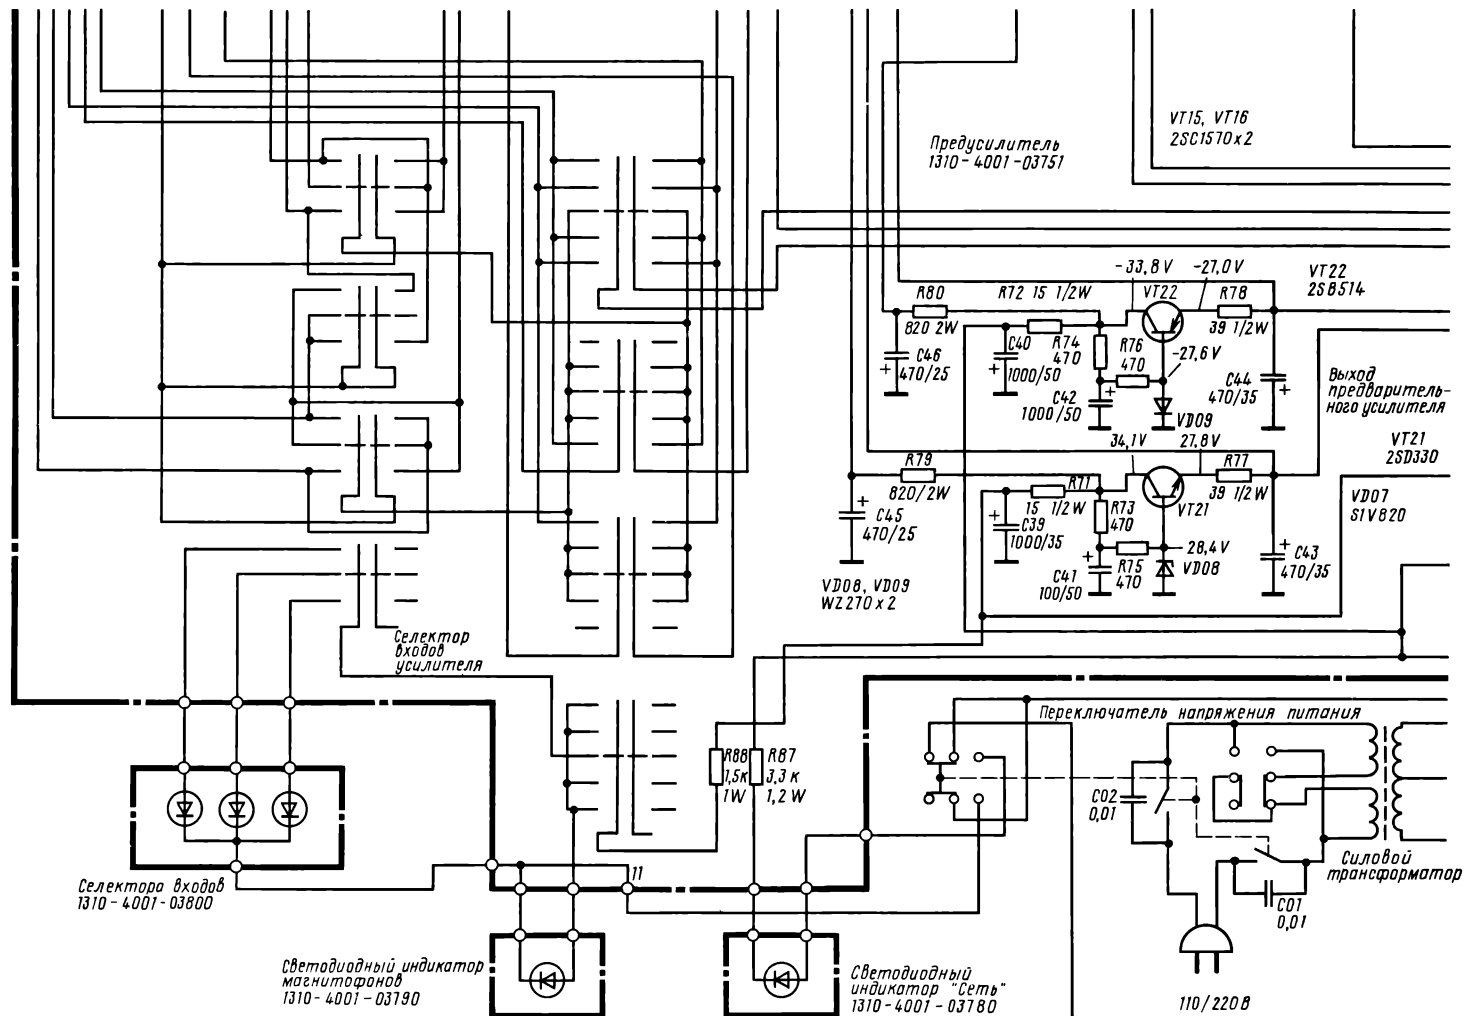 VT15, VT16
2SC1570x2
Предусилитель
1310-4001-03751
-33,8V
-27,0V
VT22
2SB514
R80
820 2W
R72 15 1/2W
VT22
R78
39 1/2W
C46
470/25
C40
1000/50
R74
470
R76
470
-27,6V
C42
1000/50
VD09
C44
470/35
Выход
предваритель-
ного усилителя
34,1V
27,8V
VT21
2SD330
R79
820/2W
R71
15 1/2W
R77
39 1/2W
VT21
VD07
S1V820
C45
470/25
C39
1000/35
R73
470
28,4V
C41
100/50
R75
470
VD08
C43
470/35
VD08, VD09
WZ270x2
Селектор
входов
усилителя
Переключатель напряжения питания
R88
1,5к
1W
R87
3,3 к
1,2 W
C02
0,01
Силовой
трансформатор
C01
0,01
11
Селектора входов
1310-4001-03800
Светодиодный индикатор
магнитофонов
1310-4001-03790
Светодиодный
индикатор "Сеть"
1310-4001-03780
110/220В